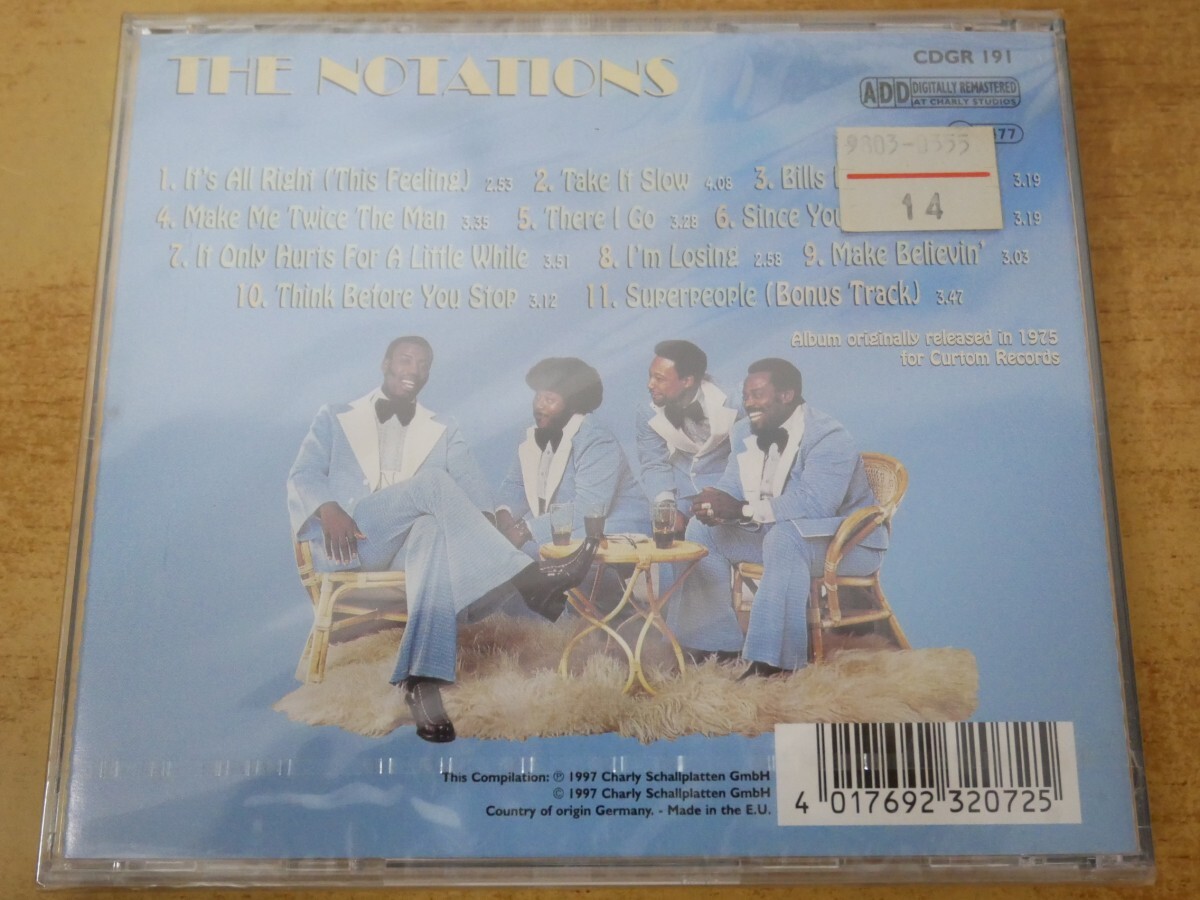 THE NOTATIONS
CDGR 191
ADD DIGITALLY REMASTERED
AT CHARLY STUDIOS
77
9803-0355
14
1. It's All Right (This Feeling) 2.53 2. Take It Slow 4.08 3. Bills 3.19
4. Make Me Twice The Man 3.35 5. There I Go 3.28 6. Since You 3.19
7. It Only Hurts For A Little While 3.51 8. I'm Losing 2.58 9. Make Believin' 3.03
10. Think Before You Stop 3.12 11. Superpeople (Bonus Track) 3.47
Album originally released in 1975
for Curtom Records
This Compilation: ℗ 1997 Charly Schallplatten GmbH
© 1997 Charly Schallplatten GmbH
Country of origin Germany. - Made in the E.U.
4 017692 320725